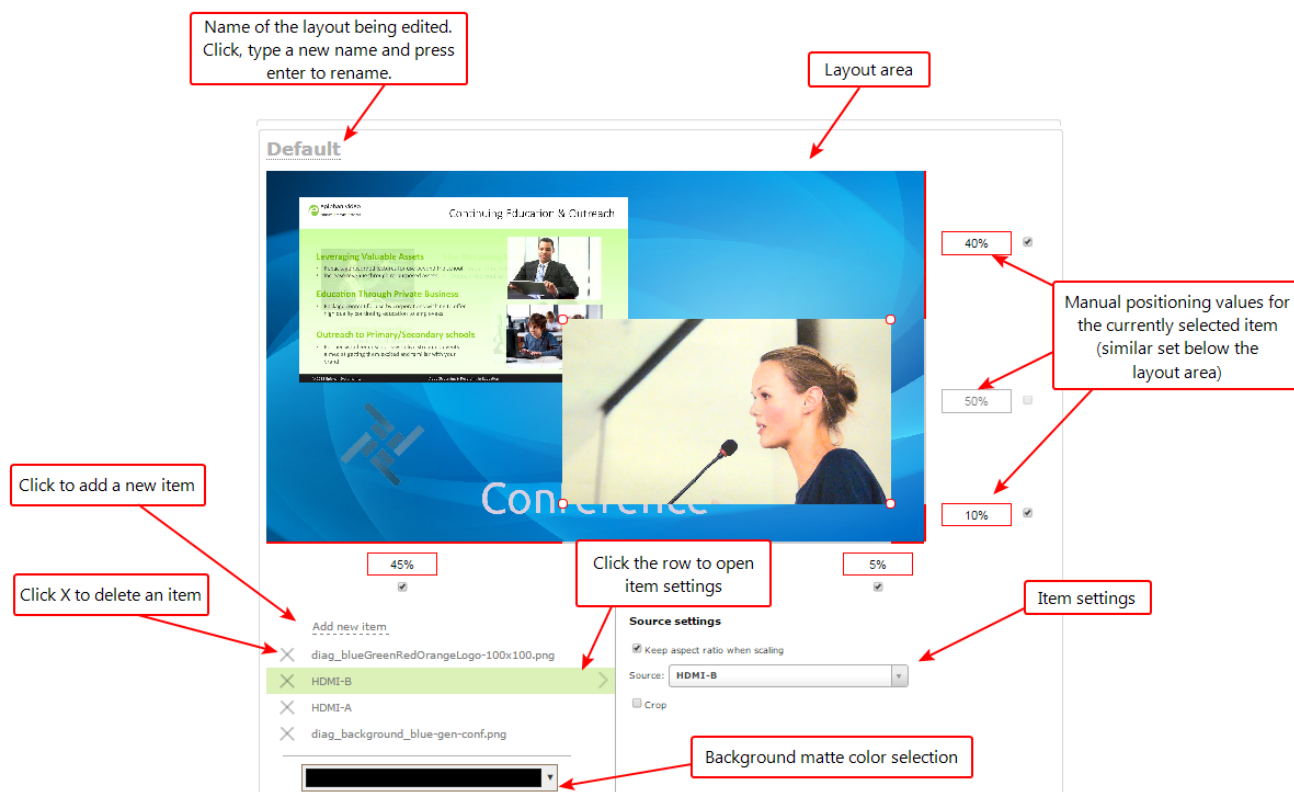 Name of the layout being edited.
Click, type a new name and press
enter to rename.
Layout area
Default
epiphan video
Continuing Education & Outreach
40%
Leveraging Valuable Assets
Education Through Private Business
Manual positioning values for
the currently selected item
(similar set below the
layout area)
Outreach to Primary/Secondary schools
50%
Click to add a new item
Conference
10%
45%
Click the row to open
item settings
5%
Click X to delete an item
Item settings
Add new item
Source settings
diag_blueGreenRedOrangeLogo-100x100.png
Keep aspect ratio when scaling
HDMI-B
Source: HDMI-B
HDMI-A
Crop
diag_background_blue-gen-conf.png
Background matte color selection